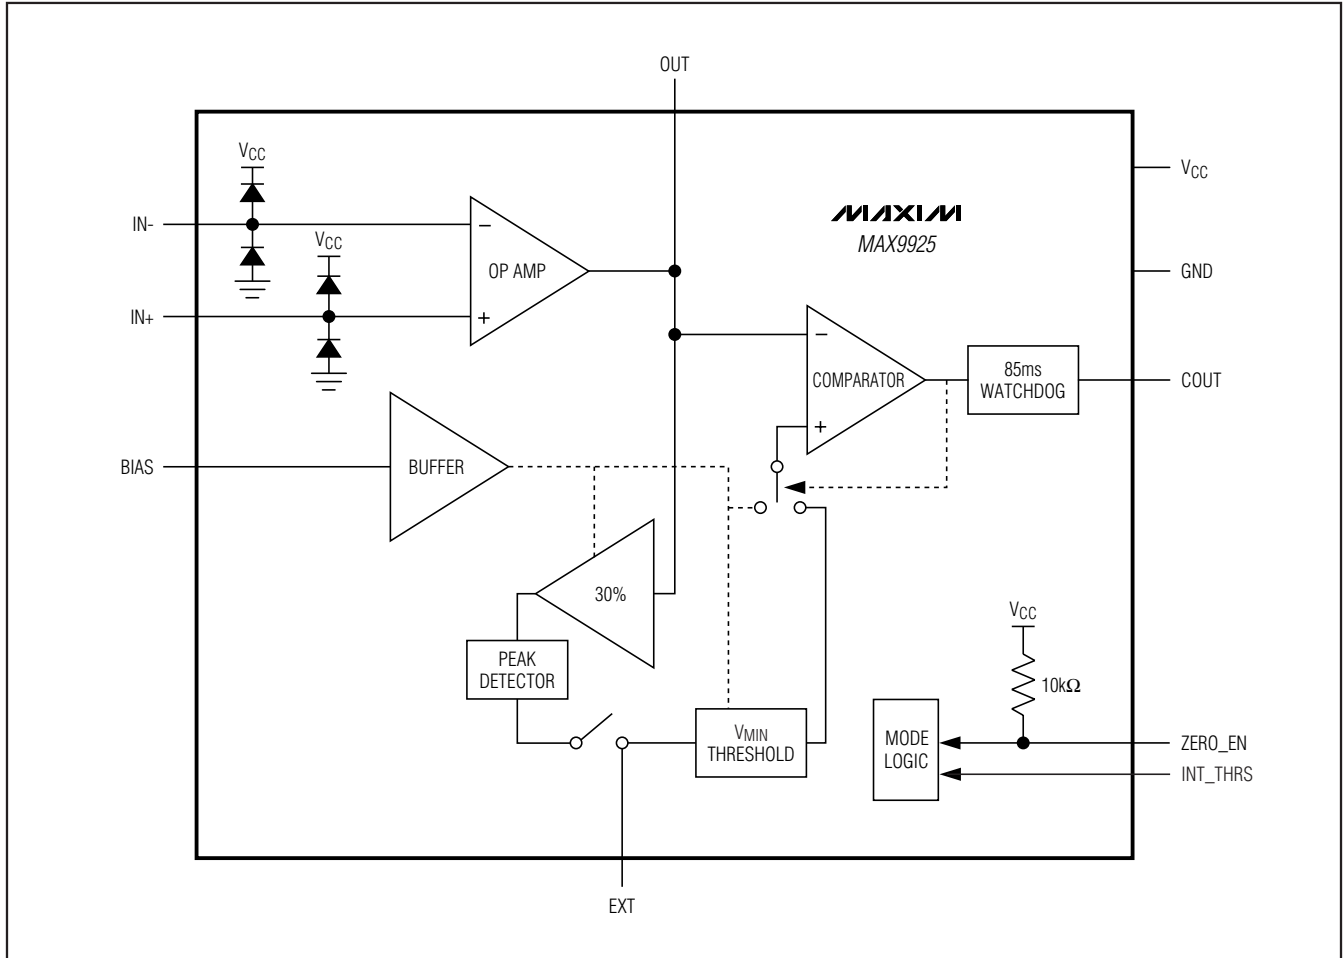 OUT
VCC
VCC
IN-
−
MAXIM
VCC
MAX9925
OP AMP
GND
IN+
+
−
COMPARATOR
85ms
WATCHDOG
COUT
+
BIAS
BUFFER
30%
VCC
PEAK
DETECTOR
10kΩ
VMIN
THRESHOLD
MODE
LOGIC
ZERO_EN
INT_THRS
EXT